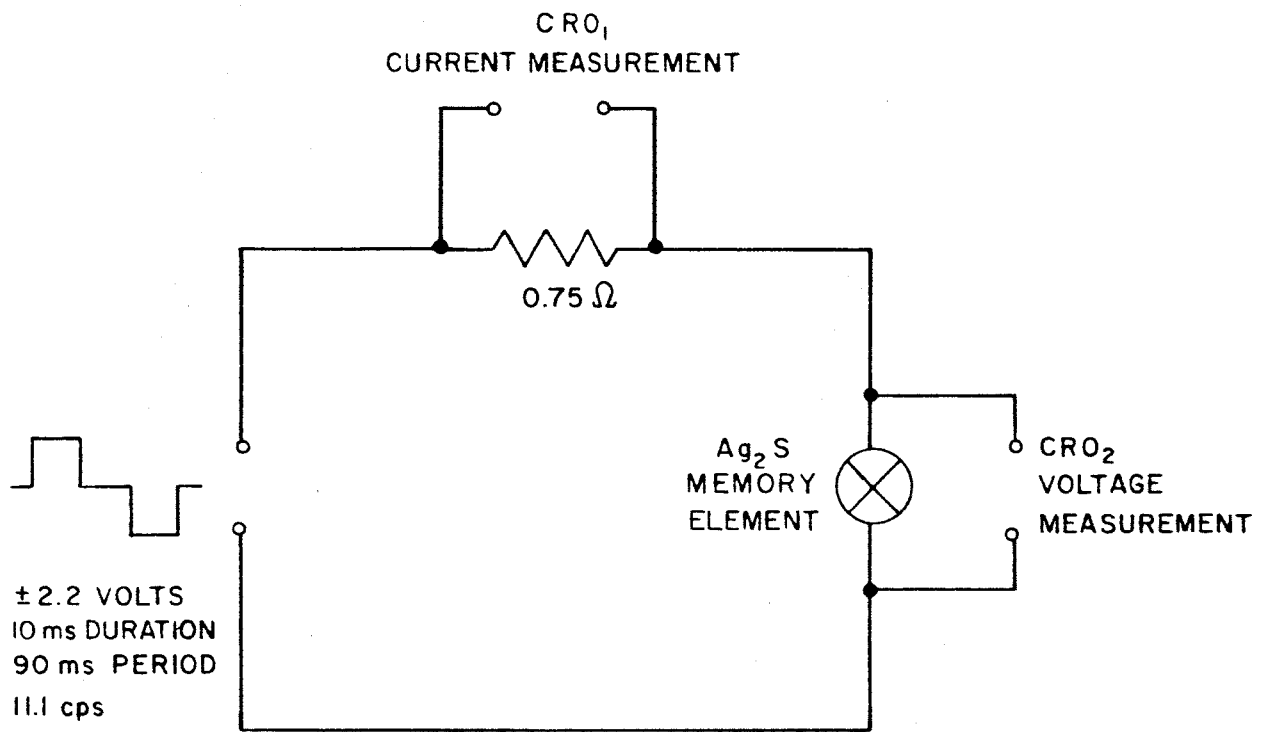 CRO₁
CURRENT MEASUREMENT
0.75 Ω
Ag₂S
MEMORY
ELEMENT
CRO₂
VOLTAGE
MEASUREMENT
±2.2 VOLTS
10 ms DURATION
90 ms PERIOD
11.1 cps